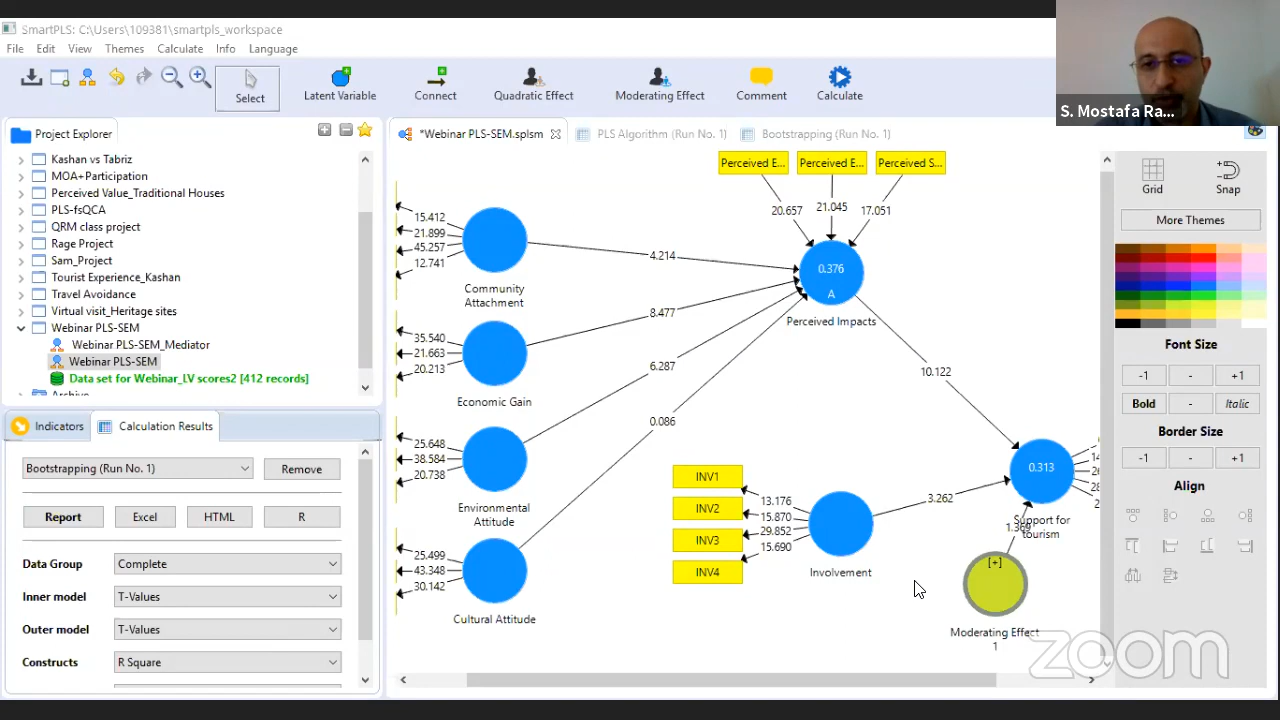 SmartPLS: C:\Users\109381\smartpls_workspace
File Edit View Themes Calculate Info Language
Select
Latent Variable
Connect
Quadratic Effect
Moderating Effect
Comment
Calculate
S. Mostafa Ra...
Project Explorer
Kashan vs Tabriz
MOA+Participation
Perceived Value_Traditional Houses
PLS-fsQCA
QRM class project
Rage Project
Sam_Project
Tourist Experience_Kashan
Travel Avoidance
Virtual visit_Heritage sites
Webinar PLS-SEM
Webinar PLS-SEM_Mediator
Webinar PLS-SEM
Data set for Webinar_LV scores2 [412 records]
Archive
Indicators
Calculation Results
Bootstrapping (Run No. 1)
Remove
Report Excel HTML R
Data Group Complete
Inner model T-Values
Outer model T-Values
Constructs R Square
*Webinar PLS-SEM.splsm
PLS Algorithm (Run No. 1)
Bootstrapping (Run No. 1)
Perceived E...
Perceived E...
Perceived S...
20.657
21.045
17.051
15.412
21.899
45.257
12.741
Community
Attachment
4.214
0.376
A
Perceived Impacts
35.540
21.663
20.213
Economic Gain
8.477
25.648
38.584
20.738
Environmental
Attitude
6.287
25.499
43.348
30.142
Cultural Attitude
0.086
10.122
INV1
INV2
INV3
INV4
13.176
15.870
29.852
15.690
Involvement
3.262
0.313
Support for
tourism
1.369
[+]
Moderating Effect
1
Grid
Snap
More Themes
Font Size
-1 - +1
Bold - Italic
Border Size
-1 - +1
Align
zoom